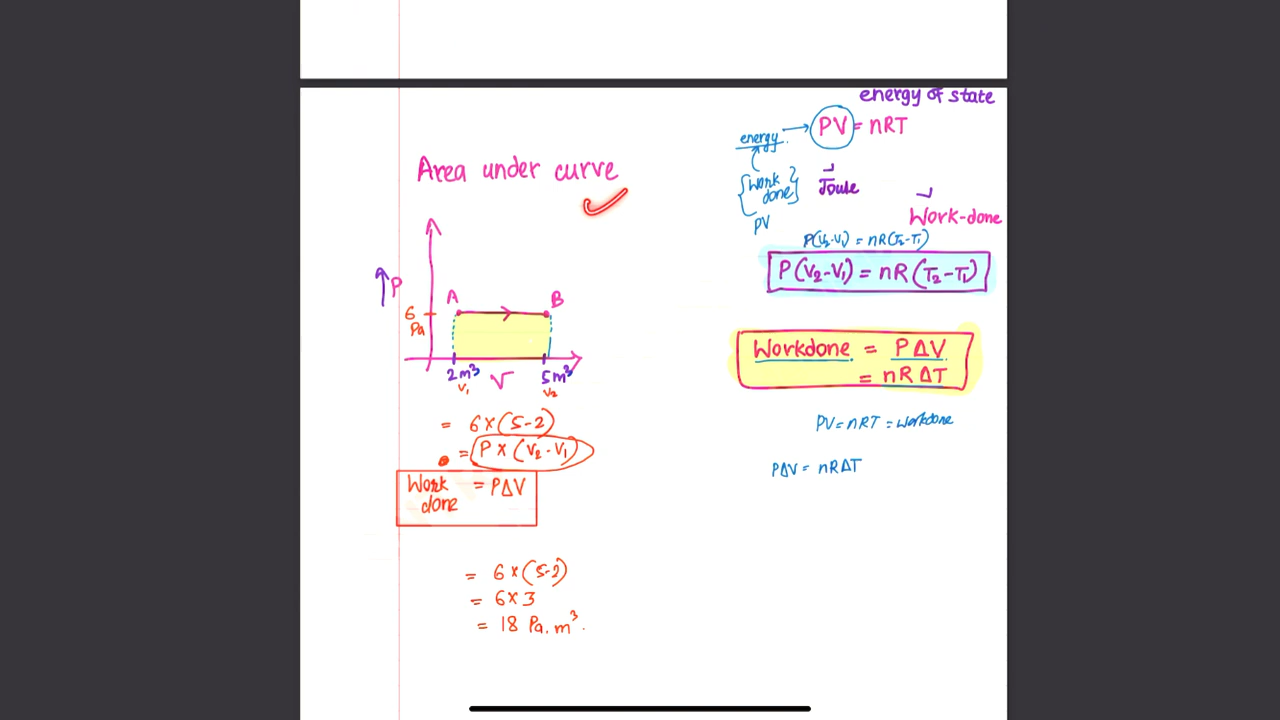 energy of state
energy → PV = nRT
{work done} Joule
PV
Work-done
P(V₂-V₁) = nR(T₂-T₁)
P(V₂-V₁) = nR(T₂-T₁)
Workdone = PΔV
= nRΔT
PV = nRT = workdone
PΔV = nRΔT
Area under curve
P
A B
6 Pa
2m³ V 5m³
V₁ V₂
= 6×(5-2)
= P × (V₂-V₁)
Work done = PΔV
= 6×(5-2)
= 6×3
= 18 Pa.m³.